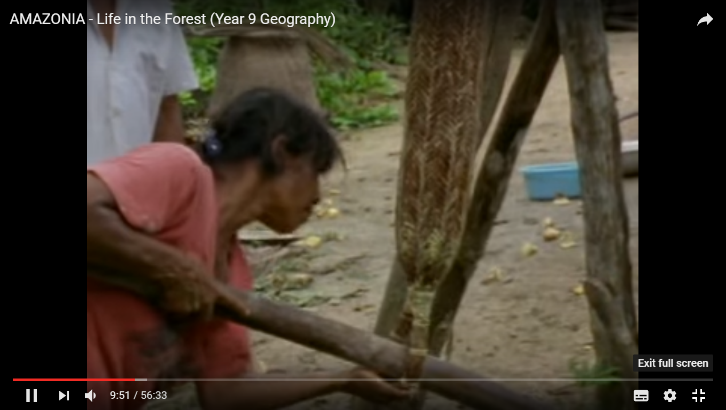 AMAZONIA - Life in the Forest (Year 9 Geography)
Exit full screen
9:51 / 56:33